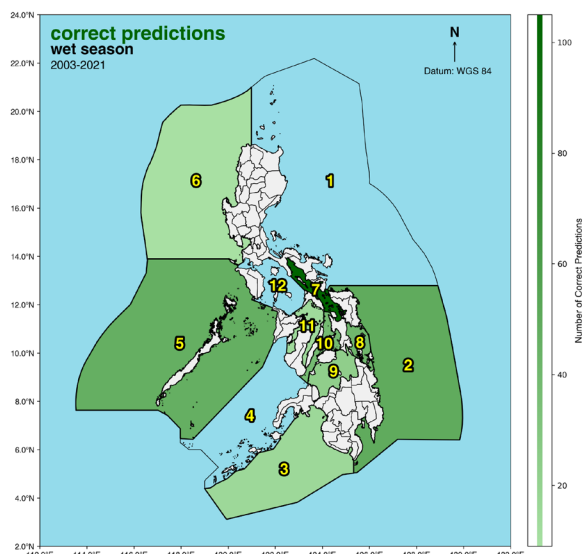 correct predictions
wet season
2003-2021
N
Datum: WGS 84
24.0°N
22.0°N
20.0°N
18.0°N
16.0°N
14.0°N
12.0°N
10.0°N
8.0°N
6.0°N
4.0°N
2.0°N
6
1
12
7
5
11
10
8
2
9
4
3
100
80
60
40
20
Number of Correct Predictions